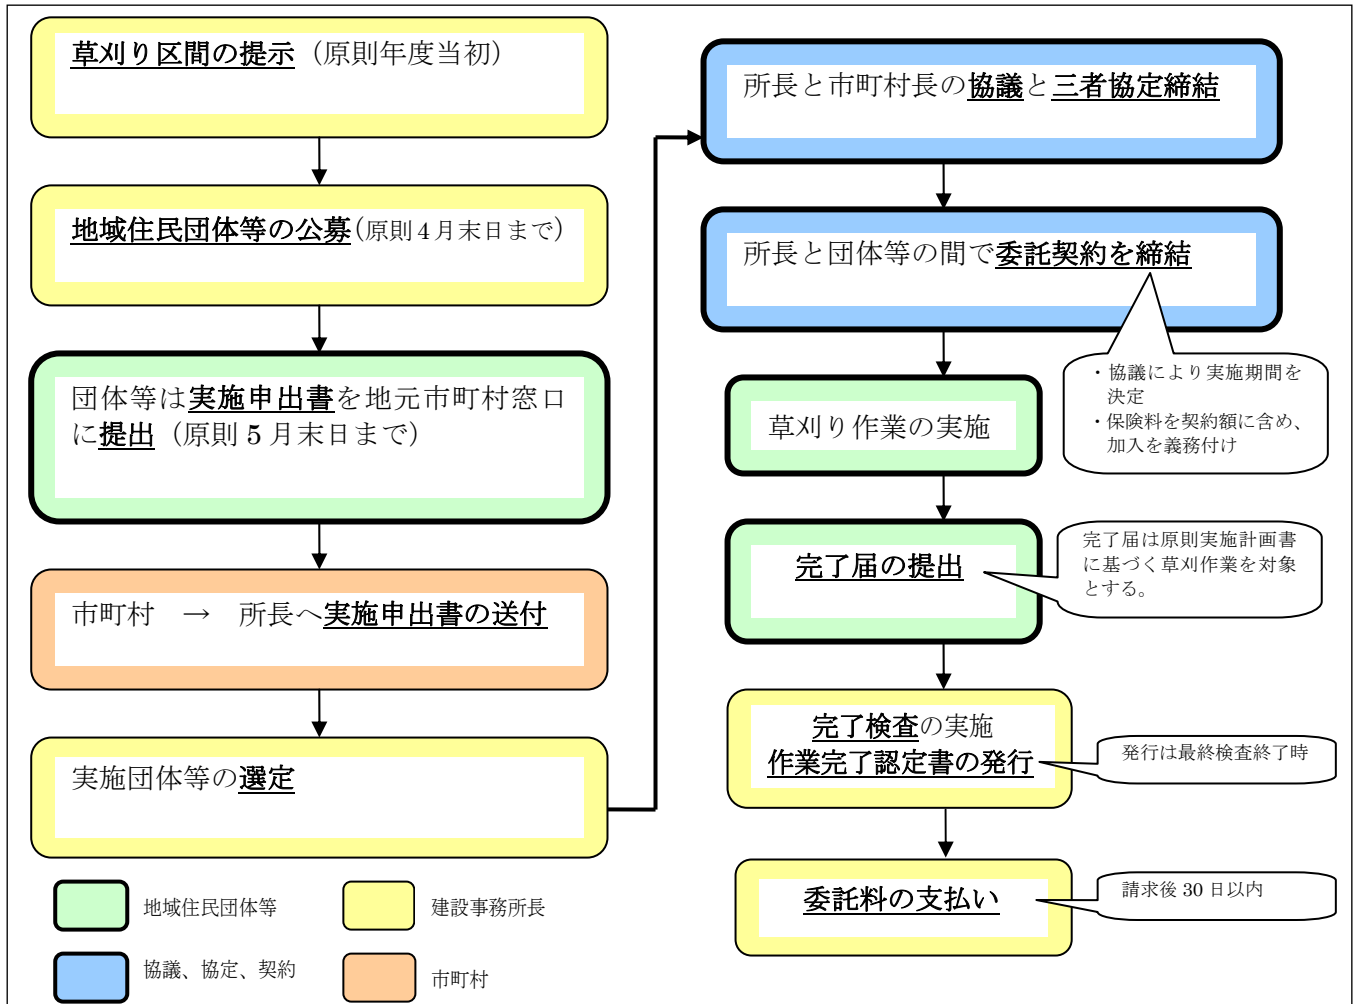 草刈り区間の提示（原則年度当初）
地域住民団体等の公募(原則4月末日まで)
団体等は実施申出書を地元市町村窓口
に提出（原則 5 月末日まで）
市町村　→　所長へ実施申出書の送付
実施団体等の選定
所長と市町村長の協議と三者協定締結
所長と団体等の間で委託契約を締結
・協議により実施期間を
決定
・保険料を契約額に含め、
加入を義務付け
草刈り作業の実施
完了届の提出
完了届は原則実施計画書
に基づく草刈作業を対象
とする。
完了検査の実施
作業完了認定書の発行
発行は最終検査終了時
委託料の支払い
請求後 30 日以内
地域住民団体等
建設事務所長
協議、協定、契約
市町村